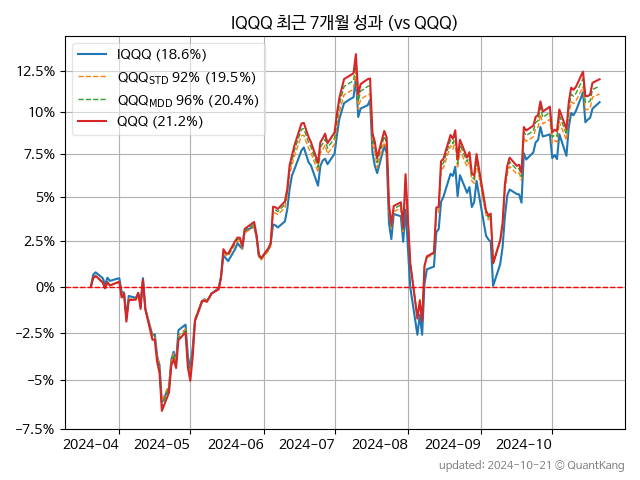 IQQQ 최근 7개월 성과 (vs QQQ)
IQQQ (18.6%)
QQQSTD 92% (19.5%)
QQQMDD 96% (20.4%)
QQQ (21.2%)
12.5%
10%
7.5%
5%
2.5%
0%
−2.5%
−5%
−7.5%
2024-04 2024-05 2024-06 2024-07 2024-08 2024-09 2024-10
updated: 2024-10-21 © QuantKang